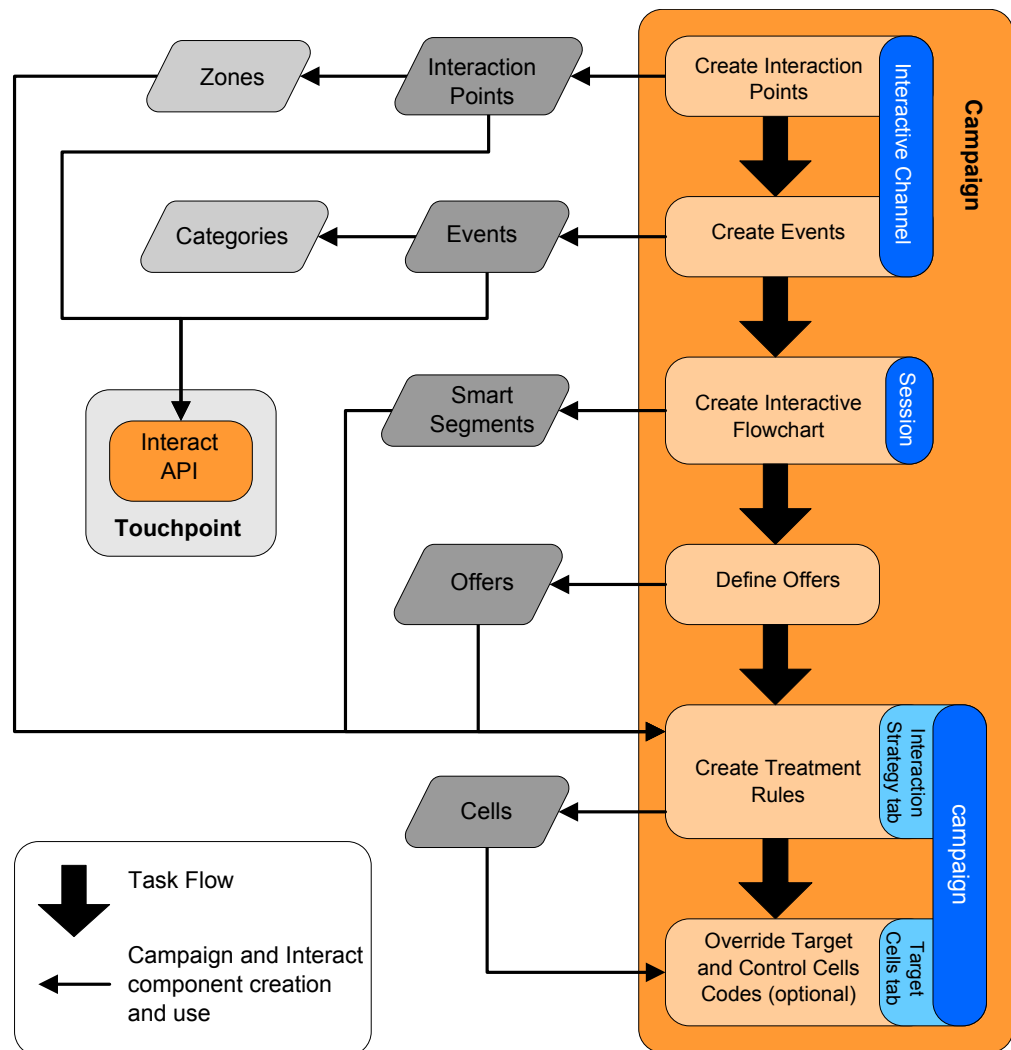 Zones
Interaction
Points
Create Interaction
Points
Interactive Channel
Campaign
Categories
Events
Create Events
Smart
Segments
Create Interactive
Flowchart
Session
Interact
API
Touchpoint
Offers
Define Offers
Create Treatment
Rules
Interaction
Strategy tab
campaign
Cells
Override Target
and Control Cells
Codes (optional)
Target
Cells tab
Task Flow
Campaign and Interact
component creation
and use